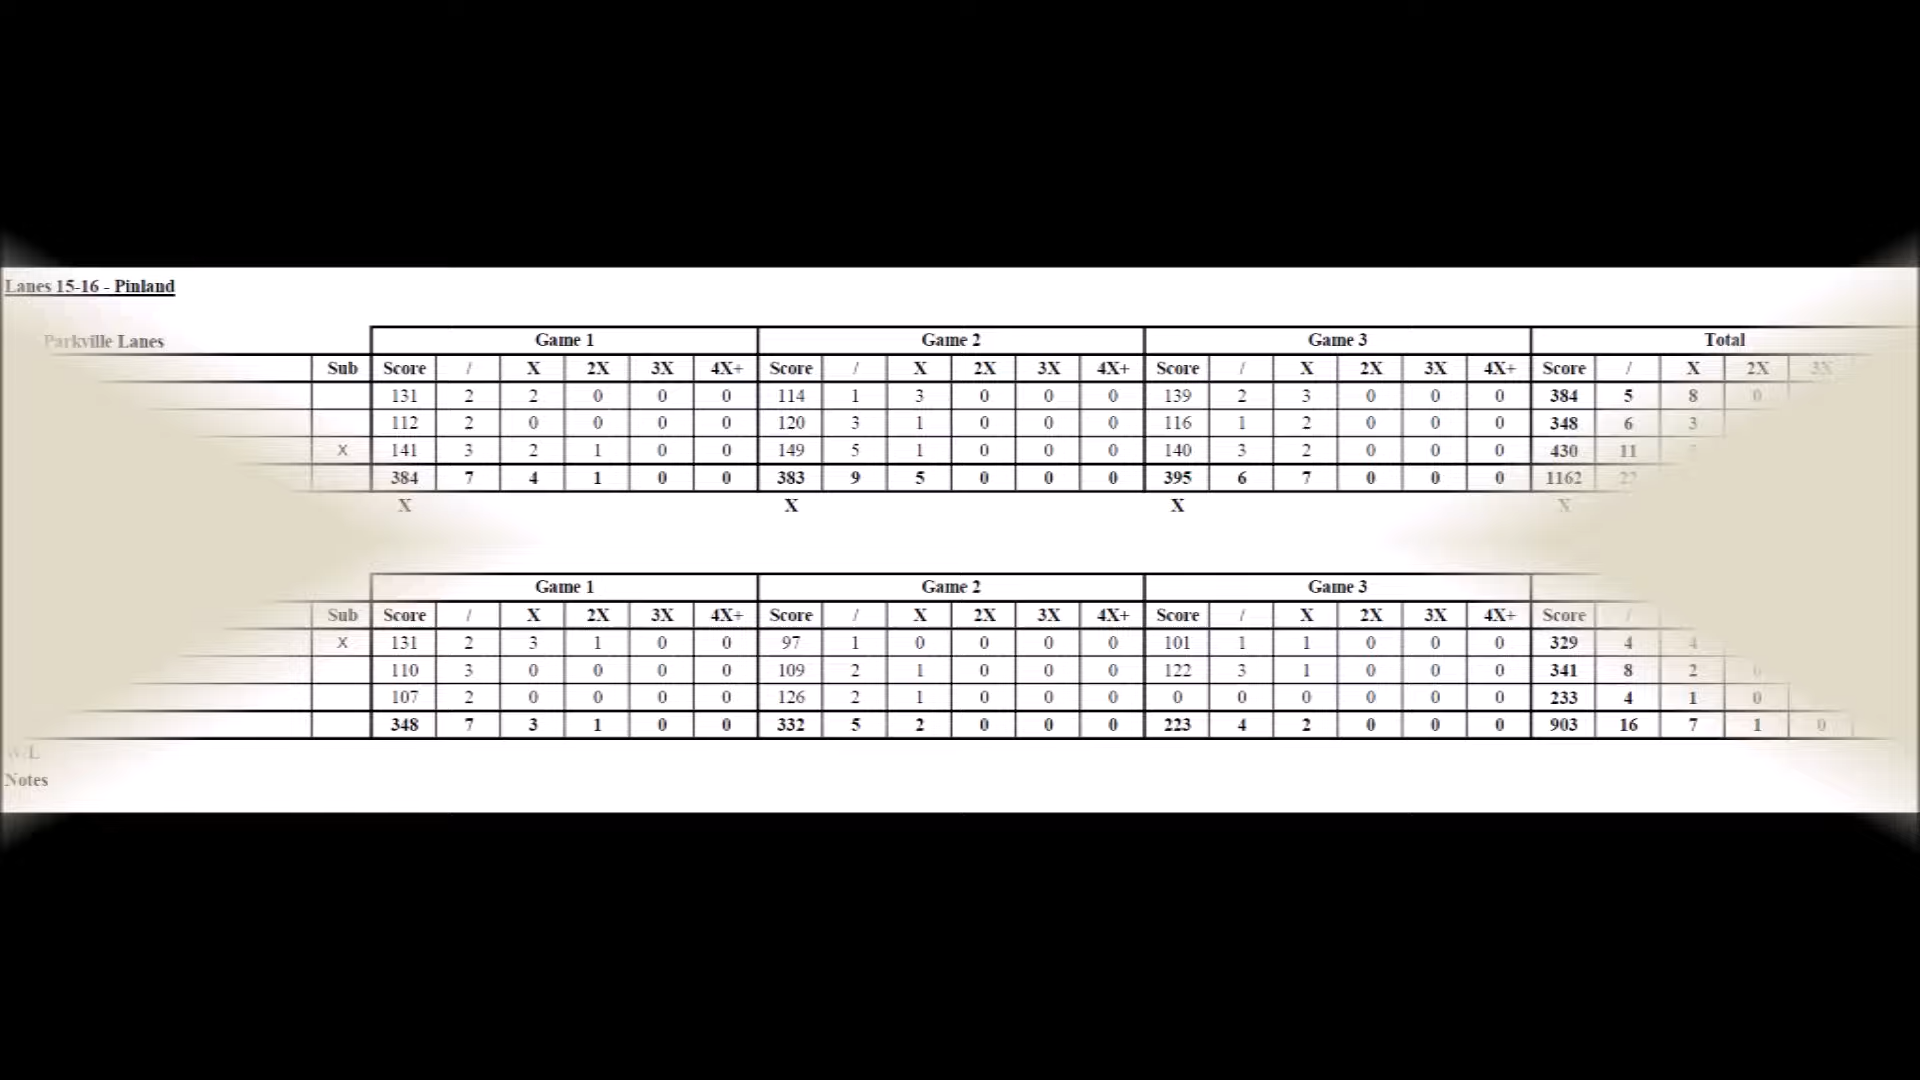 Lanes 15-16 - Pinland
Parkville Lanes Game 1 Game 2 Game 3 Total
Sub Score / X 2X 3X 4X+ Score / X 2X 3X 4X+ Score / X 2X 3X 4X+ Score / X 2X 3X
131 2 2 0 0 0 114 1 3 0 0 0 139 2 3 0 0 0 384 5 8 0
112 2 0 0 0 0 120 3 1 0 0 0 116 1 2 0 0 0 348 6 3
X 141 3 2 1 0 0 149 5 1 0 0 0 140 3 2 0 0 0 430 11
384 7 4 1 0 0 383 9 5 0 0 0 395 6 7 0 0 0 1162 22
X X X X
Game 1 Game 2 Game 3
Sub Score / X 2X 3X 4X+ Score / X 2X 3X 4X+ Score / X 2X 3X 4X+ Score /
X 131 2 3 1 0 0 97 1 0 0 0 0 101 1 1 0 0 0 329 4 4
110 3 0 0 0 0 109 2 1 0 0 0 122 3 1 0 0 0 341 8 2 0
107 2 0 0 0 0 126 2 1 0 0 0 0 0 0 0 0 0 233 4 1 0
348 7 3 1 0 0 332 5 2 0 0 0 223 4 2 0 0 0 903 16 7 1 0
W/L
Notes